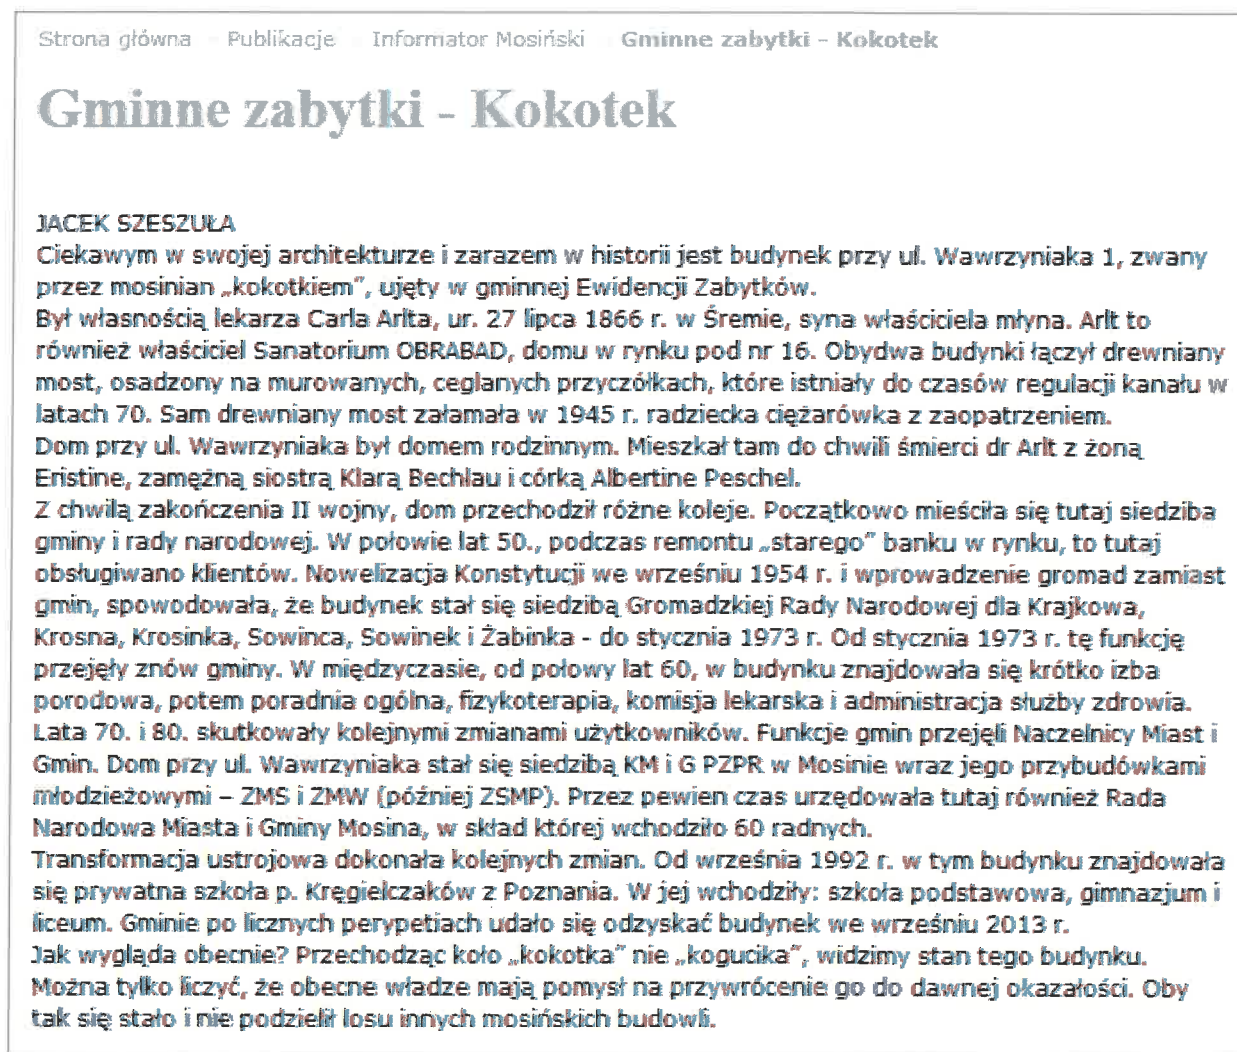 Strona główna Publikacje Informator Mosiński Gminne zabytki - Kokotek
Gminne zabytki - Kokotek
JACEK SZESZUŁA
Ciekawym w swojej architekturze i zarazem w historii jest budynek przy ul. Wawrzyniaka 1, zwany
przez mosinian „kokotkiem”, ujęty w gminnej Ewidencji Zabytków.
Był własnością lekarza Carla Arlta, ur. 27 lipca 1866 r. w Śremie, syna właściciela młyna. Arlt to
również właściciel Sanatorium OBRABAD, domu w rynku pod nr 16. Obydwa budynki łączył drewniany
most, osadzony na murowanych, ceglanych przyczółkach, które istniały do czasów regulacji kanału w
latach 70. Sam drewniany most załamała w 1945 r. radziecka ciężarówka z zaopatrzeniem.
Dom przy ul. Wawrzyniaka był domem rodzinnym. Mieszkał tam do chwili śmierci dr Arlt z żoną
Eristine, zamężną siostrą Klarą Bechlau i córką Albertine Peschel.
Z chwilą zakończenia II wojny, dom przechodził różne koleje. Początkowo mieściła się tutaj siedziba
gminy i rady narodowej. W połowie lat 50., podczas remontu „starego” banku w rynku, to tutaj
obsługiwano klientów. Nowelizacja Konstytucji we wrześniu 1954 r. i wprowadzenie gromad zamiast
gmin, spowodowała, że budynek stał się siedzibą Gromadzkiej Rady Narodowej dla Krajkowa,
Krosna, Krosinka, Sowinca, Sowinek i Żabinka - do stycznia 1973 r. Od stycznia 1973 r. tę funkcję
przejęły znów gminy. W międzyczasie, od połowy lat 60, w budynku znajdowała się krótko izba
porodowa, potem poradnia ogólna, fizykoterapia, komisja lekarska i administracja służby zdrowia.
Lata 70. i 80. skutkowały kolejnymi zmianami użytkowników. Funkcje gmin przejęli Naczelnicy Miast i
Gmin. Dom przy ul. Wawrzyniaka stał się siedzibą KM i G PZPR w Mosinie wraz jego przybudówkami
młodzieżowymi – ZMS i ZMW (później ZSMP). Przez pewien czas urzędowała tutaj również Rada
Narodowa Miasta i Gminy Mosina, w skład której wchodziło 60 radnych.
Transformacja ustrojowa dokonała kolejnych zmian. Od września 1992 r. w tym budynku znajdowała
się prywatna szkoła p. Kręgielczaków z Poznania. W jej wchodziły: szkoła podstawowa, gimnazjum i
liceum. Gminie po licznych perypetiach udało się odzyskać budynek we wrześniu 2013 r.
Jak wygląda obecnie? Przechodząc koło „kokotka” nie „kogucika”, widzimy stan tego budynku.
Można tylko liczyć, że obecne władze mają pomysł na przywrócenie go do dawnej okazałości. Oby
tak się stało i nie podzielił losu innych mosińskich budowli.